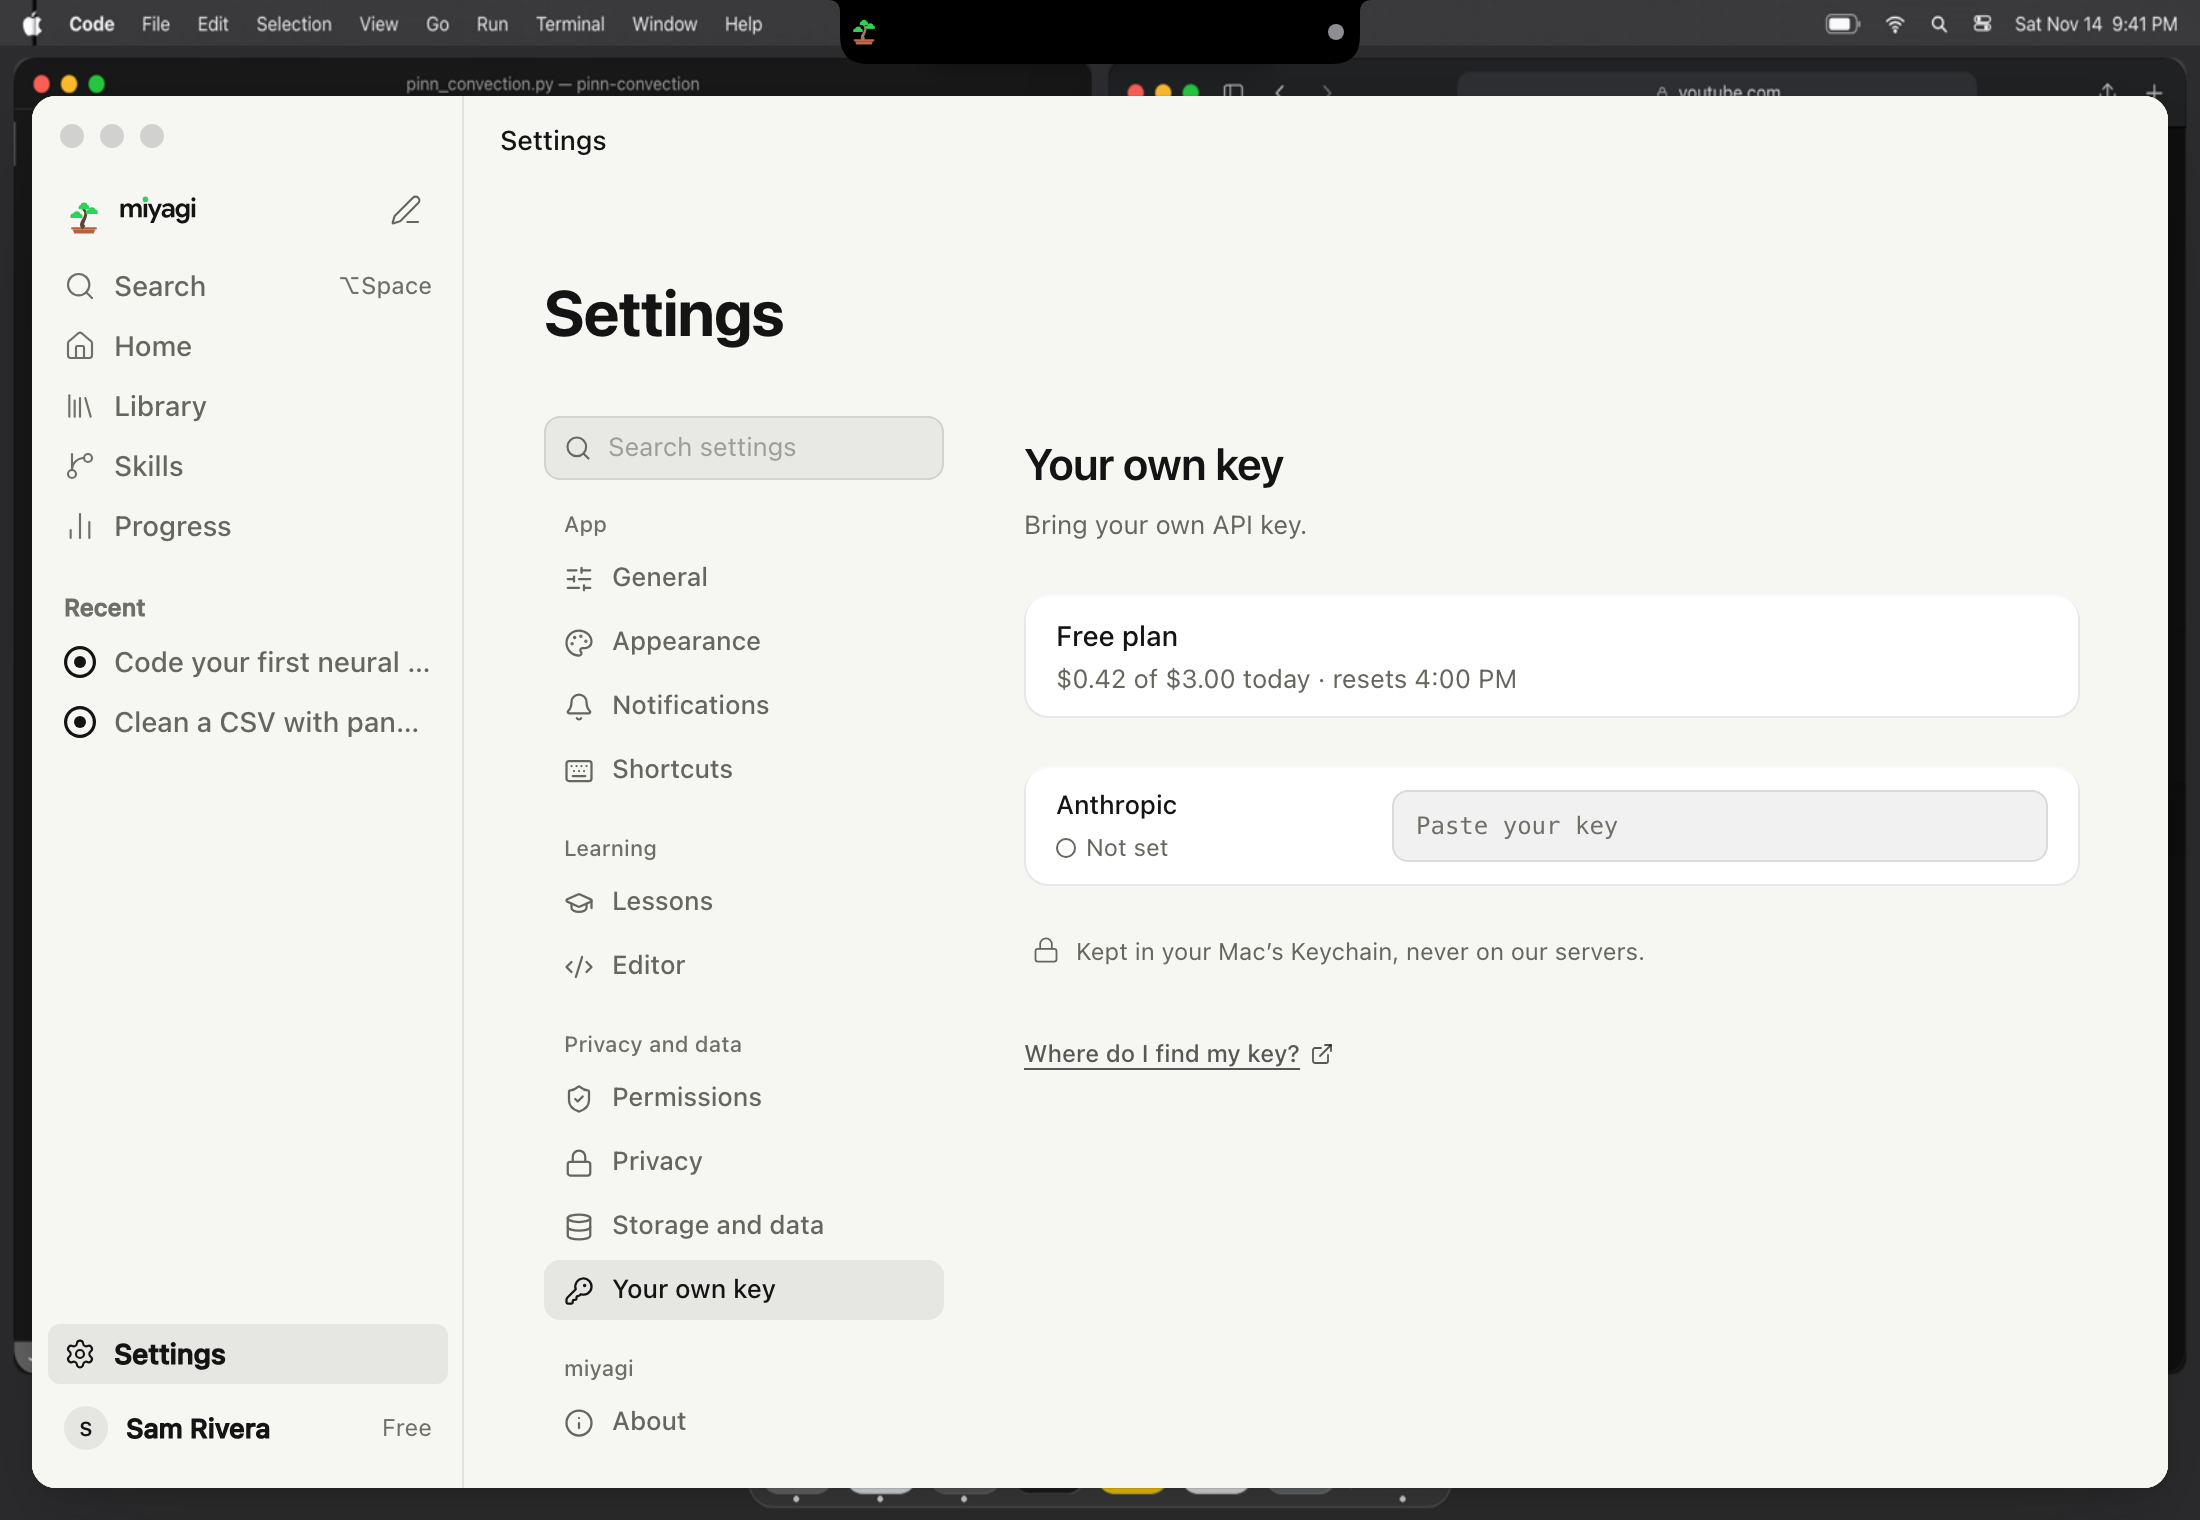 Code File Edit Selection View Go Run Terminal Window Help
Sat Nov 14 9:41 PM
pinn_convection.py — pinn-convection
youtube.com
miyagi
Search ⌥Space
Home
Library
Skills
Progress
Recent
Code your first neural ...
Clean a CSV with pan...
Settings
S Sam Rivera Free
Settings
Settings
Search settings
App
General
Appearance
Notifications
Shortcuts
Learning
Lessons
Editor
Privacy and data
Permissions
Privacy
Storage and data
Your own key
miyagi
About
Your own key
Bring your own API key.
Free plan
$0.42 of $3.00 today · resets 4:00 PM
Anthropic
Not set
Paste your key
Kept in your Mac’s Keychain, never on our servers.
Where do I find my key?